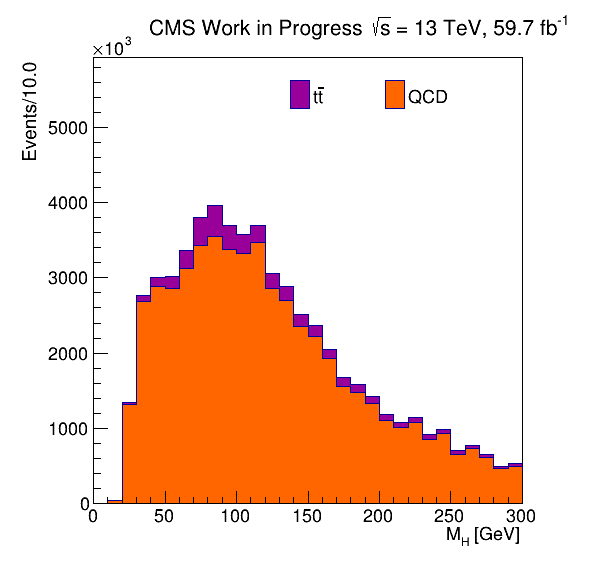 CMS Work in Progress √s = 13 TeV, 59.7 fb⁻¹
×10³
Events/10.0
tt̄ QCD
5000
4000
3000
2000
1000
0
0 50 100 150 200 250 300
M_H [GeV]